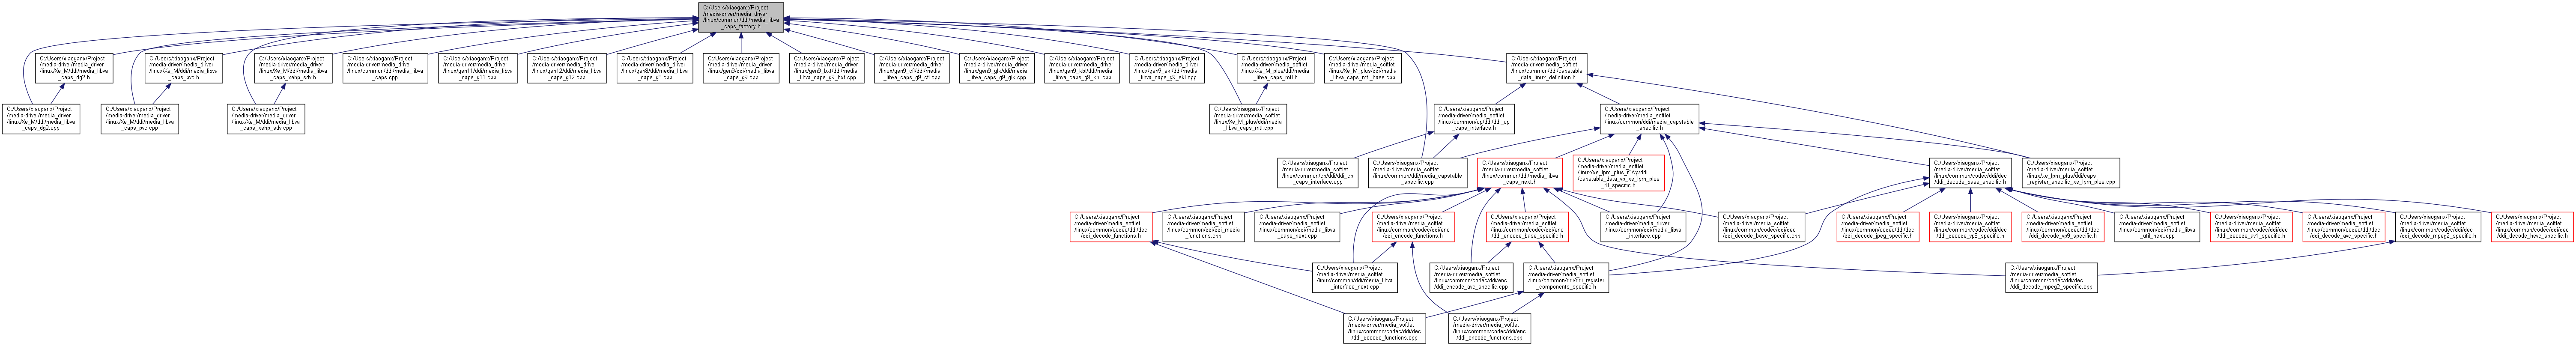 C:/Users/xiaoganx/Project
/media-driver/media_driver
/linux/common/ddi/media_libva
_caps_factory.h
C:/Users/xiaoganx/Project
/media-driver/media_driver
/linux/Xe_M/ddi/media_libva
_caps_dg2.h
C:/Users/xiaoganx/Project
/media-driver/media_driver
/linux/Xe_M/ddi/media_libva
_caps_pvc.h
C:/Users/xiaoganx/Project
/media-driver/media_driver
/linux/Xe_M/ddi/media_libva
_caps_xehp_sdv.h
C:/Users/xiaoganx/Project
/media-driver/media_driver
/linux/common/ddi/media_libva
_caps.cpp
C:/Users/xiaoganx/Project
/media-driver/media_driver
/linux/gen11/ddi/media_libva
_caps_g11.cpp
C:/Users/xiaoganx/Project
/media-driver/media_driver
/linux/gen12/ddi/media_libva
_caps_g12.cpp
C:/Users/xiaoganx/Project
/media-driver/media_driver
/linux/gen8/ddi/media_libva
_caps_g8.cpp
C:/Users/xiaoganx/Project
/media-driver/media_driver
/linux/gen9/ddi/media_libva
_caps_g9.cpp
C:/Users/xiaoganx/Project
/media-driver/media_driver
/linux/gen9_bxt/ddi/media
_libva_caps_g9_bxt.cpp
C:/Users/xiaoganx/Project
/media-driver/media_driver
/linux/gen9_cfl/ddi/media
_libva_caps_g9_cfl.cpp
C:/Users/xiaoganx/Project
/media-driver/media_driver
/linux/gen9_glk/ddi/media
_libva_caps_g9_glk.cpp
C:/Users/xiaoganx/Project
/media-driver/media_driver
/linux/gen9_kbl/ddi/media
_libva_caps_g9_kbl.cpp
C:/Users/xiaoganx/Project
/media-driver/media_driver
/linux/gen9_skl/ddi/media
_libva_caps_g9_skl.cpp
C:/Users/xiaoganx/Project
/media-driver/media_softlet
/linux/Xe_M_plus/ddi/media
_libva_caps_mtl.h
C:/Users/xiaoganx/Project
/media-driver/media_softlet
/linux/Xe_M_plus/ddi/media
_libva_caps_mtl_base.cpp
C:/Users/xiaoganx/Project
/media-driver/media_softlet
/linux/common/ddi/capstable
_data_linux_definition.h
C:/Users/xiaoganx/Project
/media-driver/media_driver
/linux/Xe_M/ddi/media_libva
_caps_dg2.cpp
C:/Users/xiaoganx/Project
/media-driver/media_driver
/linux/Xe_M/ddi/media_libva
_caps_pvc.cpp
C:/Users/xiaoganx/Project
/media-driver/media_driver
/linux/Xe_M/ddi/media_libva
_caps_xehp_sdv.cpp
C:/Users/xiaoganx/Project
/media-driver/media_softlet
/linux/Xe_M_plus/ddi/media
_libva_caps_mtl.cpp
C:/Users/xiaoganx/Project
/media-driver/media_softlet
/linux/common/cp/ddi/ddi_cp
_caps_interface.h
C:/Users/xiaoganx/Project
/media-driver/media_softlet
/linux/common/ddi/media_capstable
_specific.h
C:/Users/xiaoganx/Project
/media-driver/media_softlet
/linux/common/cp/ddi/ddi_cp
_caps_interface.cpp
C:/Users/xiaoganx/Project
/media-driver/media_softlet
/linux/common/ddi/media_capstable
_specific.cpp
C:/Users/xiaoganx/Project
/media-driver/media_softlet
/linux/common/ddi/media_libva
_caps_next.h
C:/Users/xiaoganx/Project
/media-driver/media_softlet
/linux/xe_lpm_plus_r0/vp/ddi
/capstable_data_vp_xe_lpm_plus
_r0_specific.h
C:/Users/xiaoganx/Project
/media-driver/media_softlet
/linux/common/codec/ddi/dec
/ddi_decode_base_specific.h
C:/Users/xiaoganx/Project
/media-driver/media_softlet
/linux/xe_lpm_plus/ddi/caps
_register_specific_xe_lpm_plus.cpp
C:/Users/xiaoganx/Project
/media-driver/media_softlet
/linux/common/codec/ddi/dec
/ddi_decode_functions.h
C:/Users/xiaoganx/Project
/media-driver/media_softlet
/linux/common/ddi/ddi_media
_functions.cpp
C:/Users/xiaoganx/Project
/media-driver/media_softlet
/linux/common/ddi/media_libva
_caps_next.cpp
C:/Users/xiaoganx/Project
/media-driver/media_softlet
/linux/common/codec/ddi/enc
/ddi_encode_functions.h
C:/Users/xiaoganx/Project
/media-driver/media_softlet
/linux/common/codec/ddi/enc
/ddi_encode_base_specific.h
C:/Users/xiaoganx/Project
/media-driver/media_driver
/linux/common/ddi/media_libva
_interface.cpp
C:/Users/xiaoganx/Project
/media-driver/media_softlet
/linux/common/codec/ddi/dec
/ddi_decode_base_specific.cpp
C:/Users/xiaoganx/Project
/media-driver/media_softlet
/linux/common/codec/ddi/dec
/ddi_decode_jpeg_specific.h
C:/Users/xiaoganx/Project
/media-driver/media_softlet
/linux/common/codec/ddi/dec
/ddi_decode_vp8_specific.h
C:/Users/xiaoganx/Project
/media-driver/media_softlet
/linux/common/codec/ddi/dec
/ddi_decode_vp9_specific.h
C:/Users/xiaoganx/Project
/media-driver/media_softlet
/linux/common/ddi/media_libva
_util_next.cpp
C:/Users/xiaoganx/Project
/media-driver/media_softlet
/linux/common/codec/ddi/dec
/ddi_decode_av1_specific.h
C:/Users/xiaoganx/Project
/media-driver/media_softlet
/linux/common/codec/ddi/dec
/ddi_decode_avc_specific.h
C:/Users/xiaoganx/Project
/media-driver/media_softlet
/linux/common/codec/ddi/dec
/ddi_decode_mpeg2_specific.h
C:/Users/xiaoganx/Project
/media-driver/media_softlet
/linux/common/codec/ddi/dec
/ddi_decode_hevc_specific.h
C:/Users/xiaoganx/Project
/media-driver/media_softlet
/linux/common/ddi/media_libva
_interface_next.cpp
C:/Users/xiaoganx/Project
/media-driver/media_softlet
/linux/common/codec/ddi/enc
/ddi_encode_avc_specific.cpp
C:/Users/xiaoganx/Project
/media-driver/media_softlet
/linux/common/ddi/ddi_register
_components_specific.h
C:/Users/xiaoganx/Project
/media-driver/media_softlet
/linux/common/codec/ddi/dec
/ddi_decode_mpeg2_specific.cpp
C:/Users/xiaoganx/Project
/media-driver/media_softlet
/linux/common/codec/ddi/dec
/ddi_decode_functions.cpp
C:/Users/xiaoganx/Project
/media-driver/media_softlet
/linux/common/codec/ddi/enc
/ddi_encode_functions.cpp